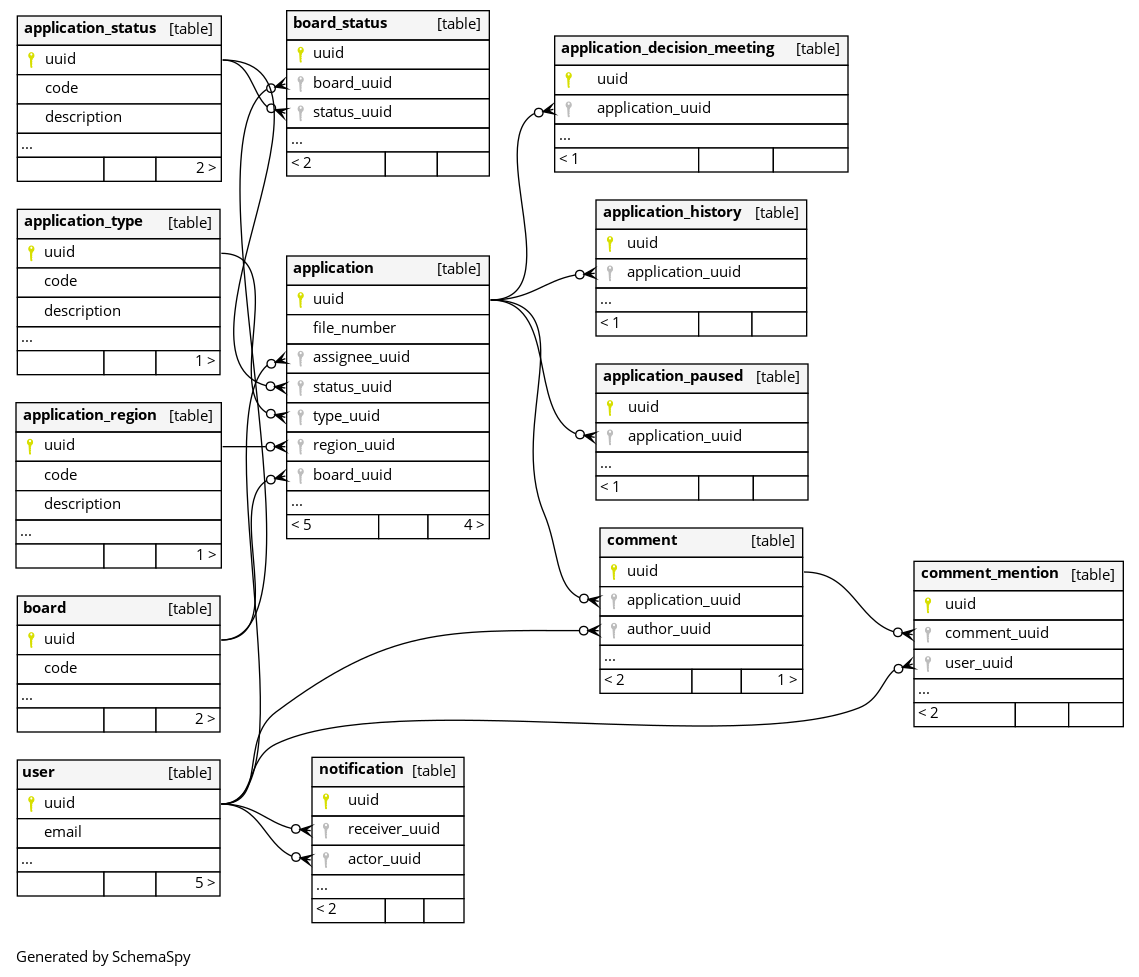 application_status [table]
uuid
code
description
...
2 >
board_status [table]
uuid
board_uuid
status_uuid
...
< 2
application_decision_meeting [table]
uuid
application_uuid
...
< 1
application_type [table]
uuid
code
description
...
1 >
application [table]
uuid
file_number
assignee_uuid
status_uuid
type_uuid
region_uuid
board_uuid
...
< 5 4 >
application_history [table]
uuid
application_uuid
...
< 1
application_paused [table]
uuid
application_uuid
...
< 1
application_region [table]
uuid
code
description
...
1 >
comment [table]
uuid
application_uuid
author_uuid
...
< 2 1 >
comment_mention [table]
uuid
comment_uuid
user_uuid
...
< 2
board [table]
uuid
code
...
2 >
user [table]
uuid
email
...
5 >
notification [table]
uuid
receiver_uuid
actor_uuid
...
< 2
Generated by SchemaSpy